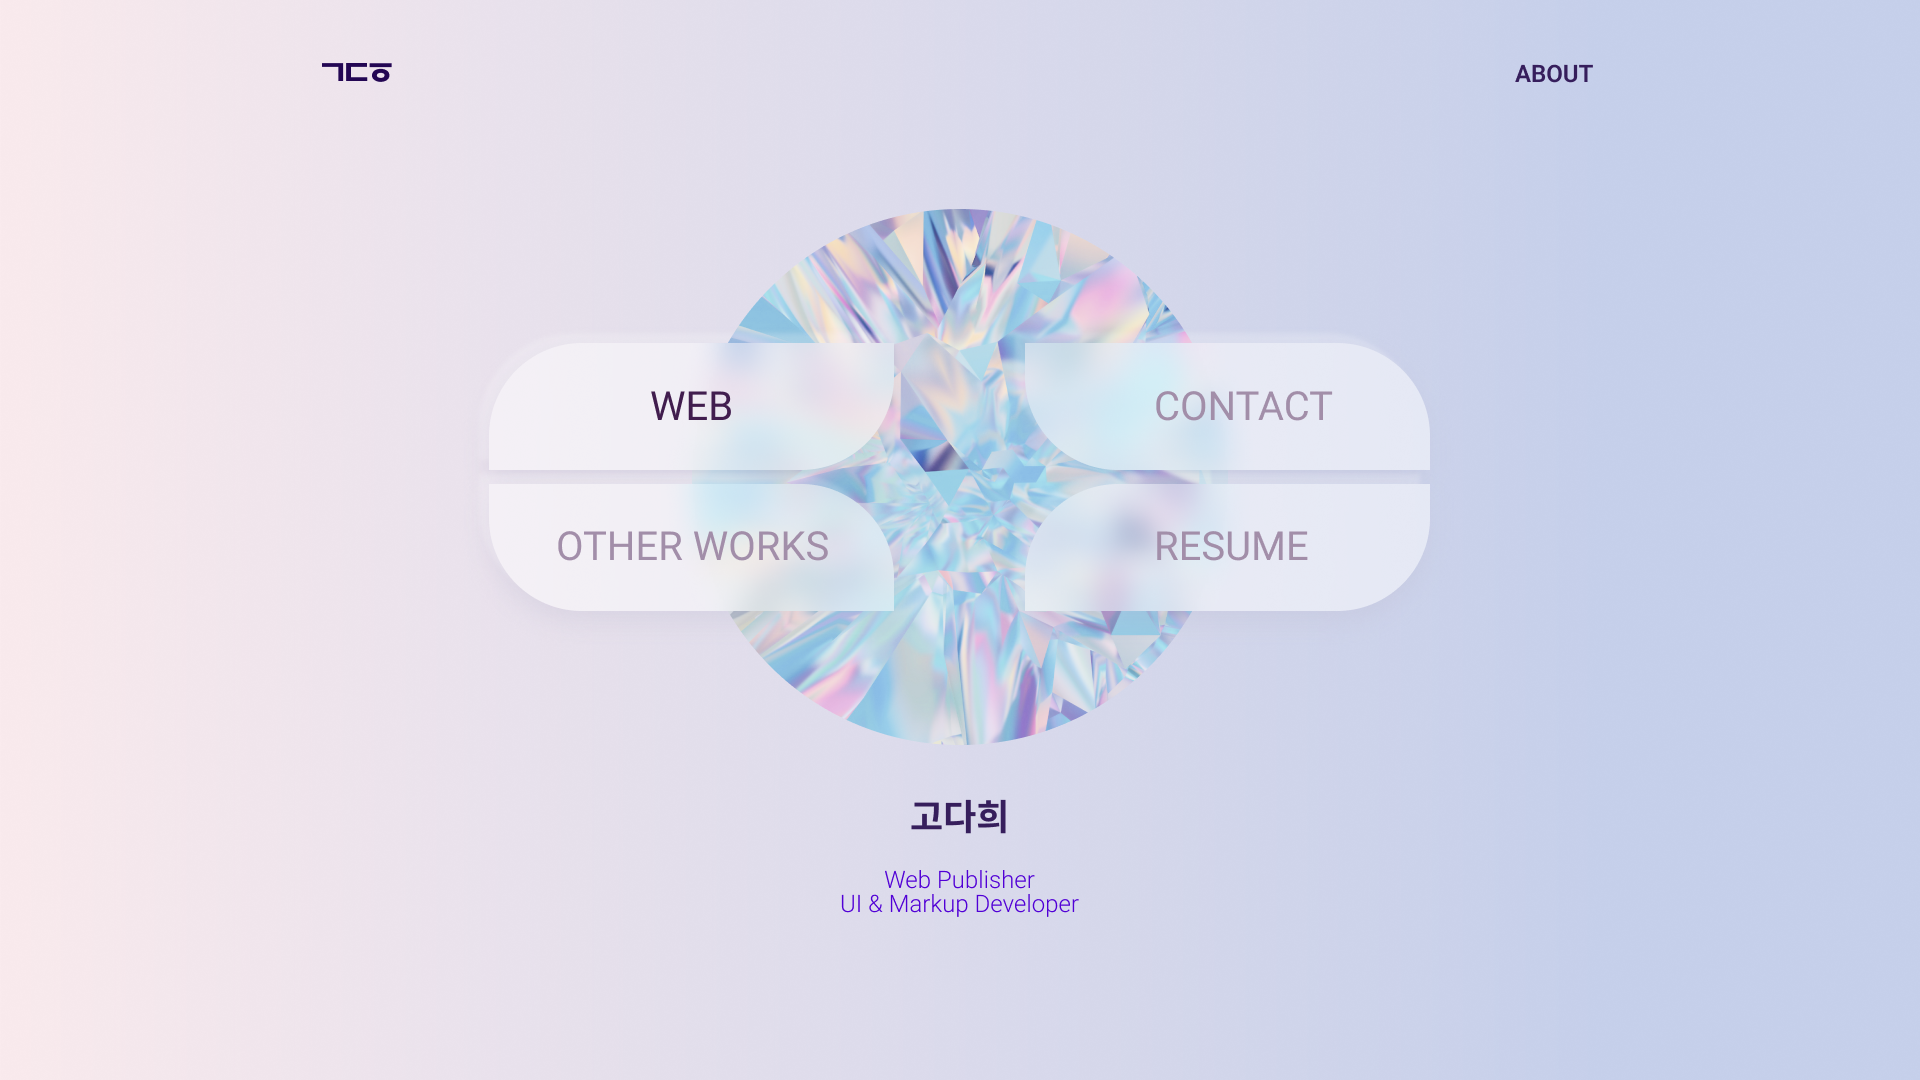 ㄱㄷㅎ
ABOUT
WEB
CONTACT
OTHER WORKS
RESUME
고다희
Web Publisher
UI & Markup Developer